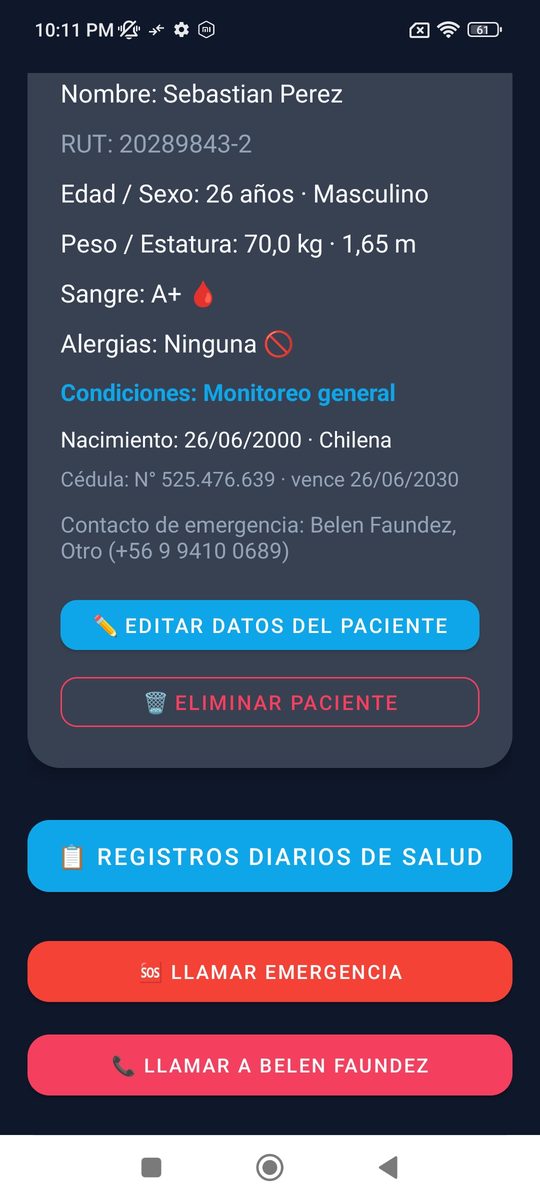 10:11 PM
61
Nombre: Sebastian Perez
RUT: 20289843-2
Edad / Sexo: 26 años · Masculino
Peso / Estatura: 70,0 kg · 1,65 m
Sangre: A+ 🩸
Alergias: Ninguna 🚫
Condiciones: Monitoreo general
Nacimiento: 26/06/2000 · Chilena
Cédula: N° 525.476.639 · vence 26/06/2030
Contacto de emergencia: Belen Faundez,
Otro (+56 9 9410 0689)
✏️ EDITAR DATOS DEL PACIENTE
🗑️ ELIMINAR PACIENTE
📋 REGISTROS DIARIOS DE SALUD
🆘 LLAMAR EMERGENCIA
📞 LLAMAR A BELEN FAUNDEZ